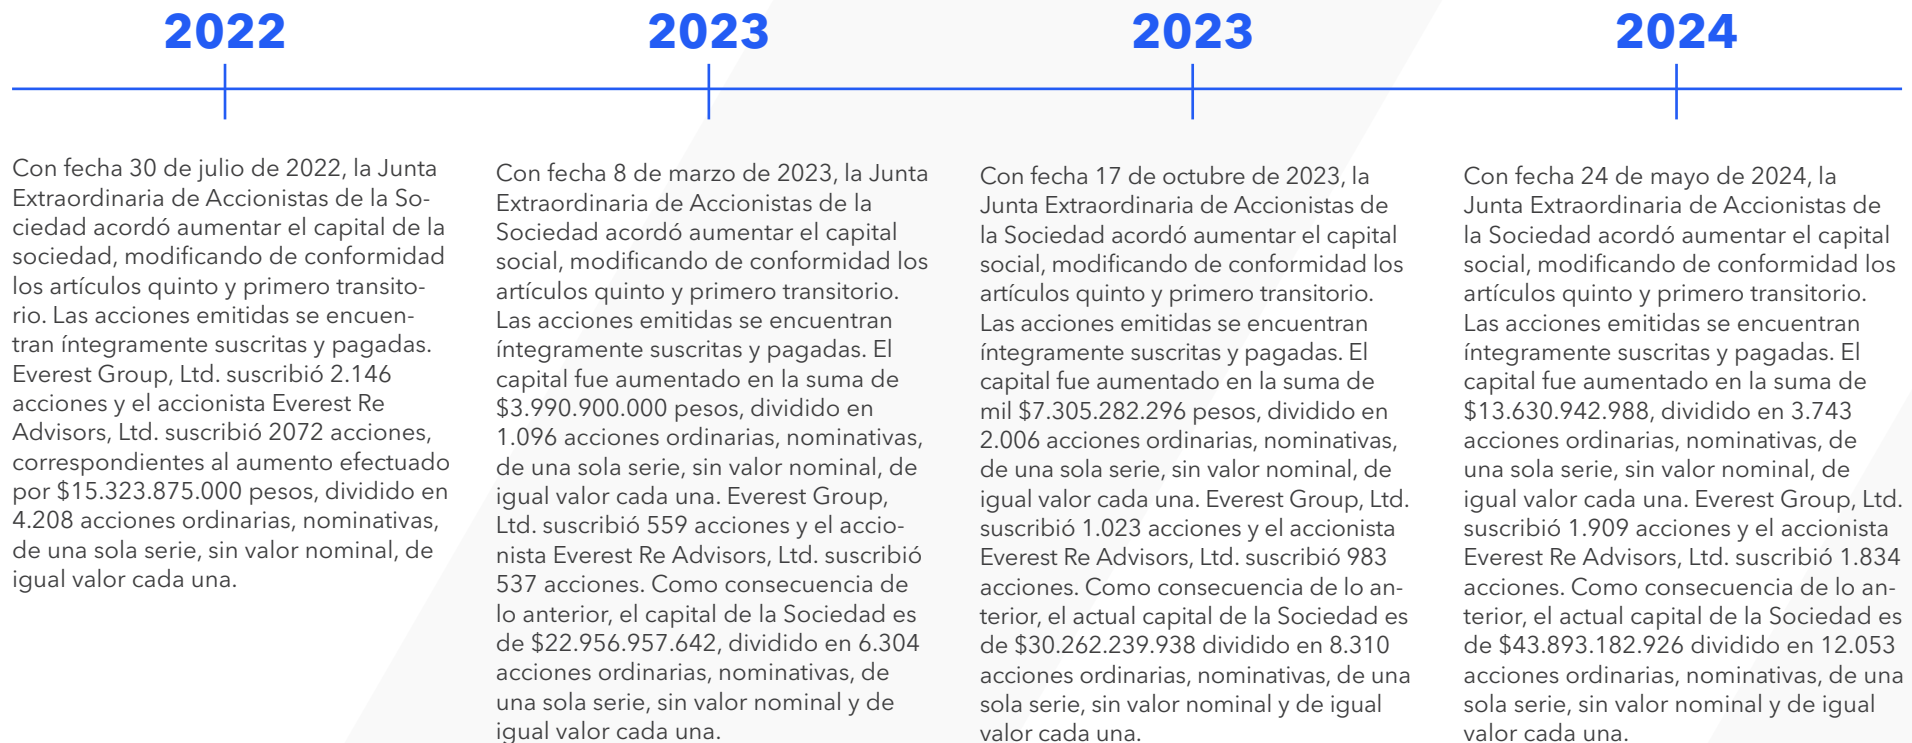 2022
Con fecha 30 de julio de 2022, la Junta
Extraordinaria de Accionistas de la So-
ciedad acordó aumentar el capital de la
sociedad, modificando de conformidad
los artículos quinto y primero transito-
rio. Las acciones emitidas se encuen-
tran íntegramente suscritas y pagadas.
Everest Group, Ltd. suscribió 2.146
acciones y el accionista Everest Re
Advisors, Ltd. suscribió 2072 acciones,
correspondientes al aumento efectuado
por $15.323.875.000 pesos, dividido en
4.208 acciones ordinarias, nominativas,
de una sola serie, sin valor nominal, de
igual valor cada una.
2023
Con fecha 8 de marzo de 2023, la Junta
Extraordinaria de Accionistas de la
Sociedad acordó aumentar el capital
social, modificando de conformidad los
artículos quinto y primero transitorio.
Las acciones emitidas se encuentran
íntegramente suscritas y pagadas. El
capital fue aumentado en la suma de
$3.990.900.000 pesos, dividido en
1.096 acciones ordinarias, nominativas,
de una sola serie, sin valor nominal, de
igual valor cada una. Everest Group,
Ltd. suscribió 559 acciones y el accio-
nista Everest Re Advisors, Ltd. suscribió
537 acciones. Como consecuencia de
lo anterior, el capital de la Sociedad es
de $22.956.957.642, dividido en 6.304
acciones ordinarias, nominativas, de
una sola serie, sin valor nominal y de
igual valor cada una.
2023
Con fecha 17 de octubre de 2023, la
Junta Extraordinaria de Accionistas de
la Sociedad acordó aumentar el capital
social, modificando de conformidad los
artículos quinto y primero transitorio.
Las acciones emitidas se encuentran
íntegramente suscritas y pagadas. El
capital fue aumentado en la suma de
mil $7.305.282.296 pesos, dividido en
2.006 acciones ordinarias, nominativas,
de una sola serie, sin valor nominal, de
igual valor cada una. Everest Group, Ltd.
suscribió 1.023 acciones y el accionista
Everest Re Advisors, Ltd. suscribió 983
acciones. Como consecuencia de lo an-
terior, el actual capital de la Sociedad es
de $30.262.239.938 dividido en 8.310
acciones ordinarias, nominativas, de una
sola serie, sin valor nominal y de igual
valor cada una.
2024
Con fecha 24 de mayo de 2024, la
Junta Extraordinaria de Accionistas de
la Sociedad acordó aumentar el capital
social, modificando de conformidad los
artículos quinto y primero transitorio.
Las acciones emitidas se encuentran
íntegramente suscritas y pagadas. El
capital fue aumentado en la suma de
$13.630.942.988, dividido en 3.743
acciones ordinarias, nominativas, de
una sola serie, sin valor nominal, de
igual valor cada una. Everest Group, Ltd.
suscribió 1.909 acciones y el accionista
Everest Re Advisors, Ltd. suscribió 1.834
acciones. Como consecuencia de lo an-
terior, el actual capital de la Sociedad es
de $43.893.182.926 dividido en 12.053
acciones ordinarias, nominativas, de una
sola serie, sin valor nominal y de igual
valor cada una.